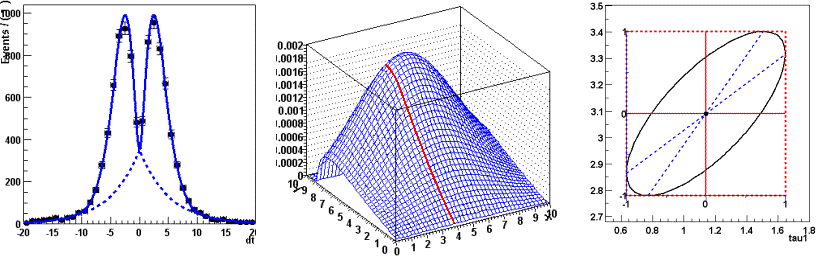 Events / (
1000
800
600
400
200
0
-20 -15 -10 -5 0 5 10 15 20
dt
0.002
0.0018
0.0016
0.0014
0.0012
0.001
0.0008
0.0006
0.0004
0.0002
0
10 9 8 7 6 5 4 3 2 1 0
y
0 1 2 3 4 5 6 7 8 9 10
x
3.5
3.4
3.3
3.2
3.1
3
2.9
2.8
2.7
1
0
-1
-1 0 1
0.6 0.8 1 1.2 1.4 1.6 1.8
tau1